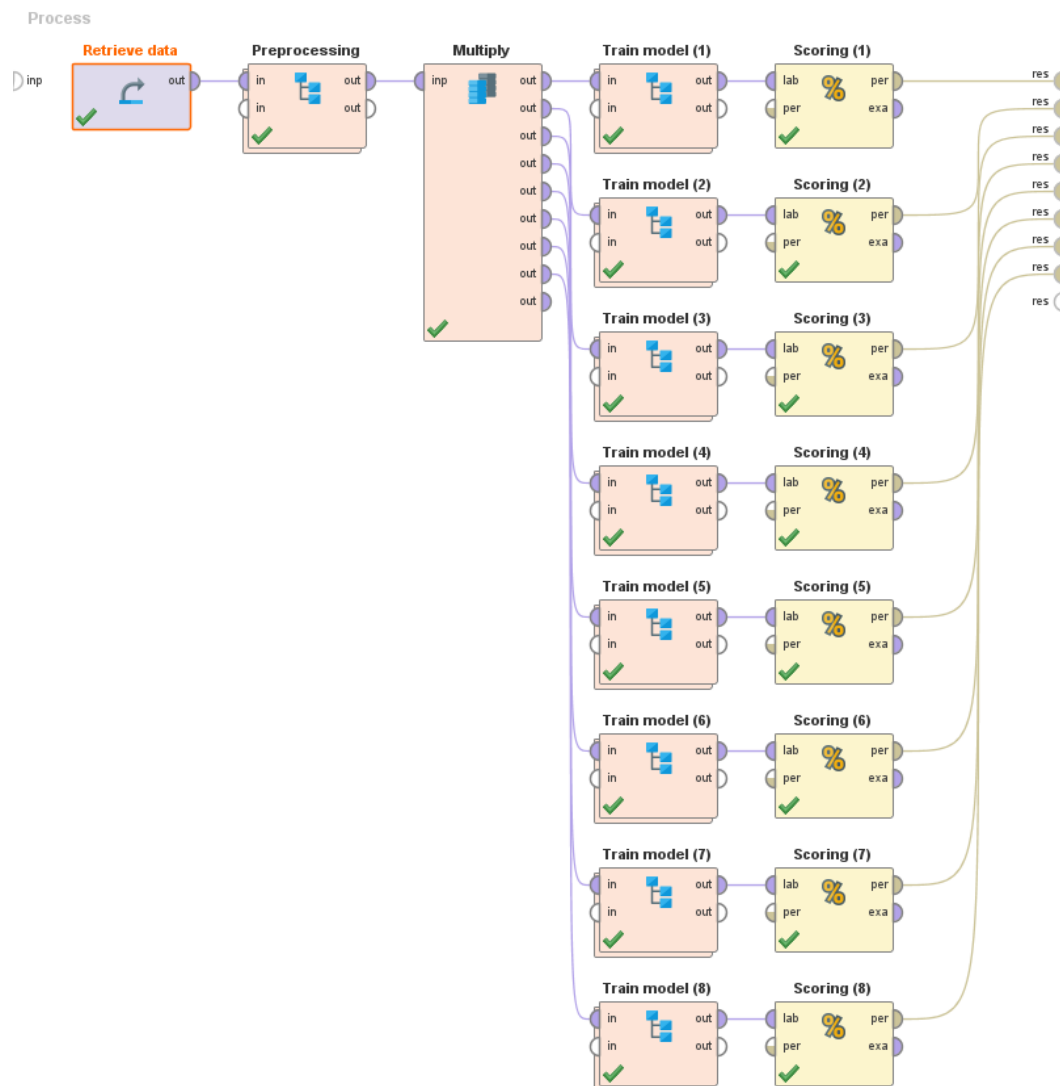 Process
Retrieve data Preprocessing Multiply Train model (1) Scoring (1)
res
inp out in out inp out in out lab % per
res
in out out in out per exa
res
out
res
out
Train model (2) Scoring (2)
res
out
in out lab % per
res
out
in out per exa
res
out
res
out
res
out
Train model (3) Scoring (3)
in out lab % per
in out per exa
Train model (4) Scoring (4)
in out lab % per
in out per exa
Train model (5) Scoring (5)
in out lab % per
in out per exa
Train model (6) Scoring (6)
in out lab % per
in out per exa
Train model (7) Scoring (7)
in out lab % per
in out per exa
Train model (8) Scoring (8)
in out lab % per
in out per exa